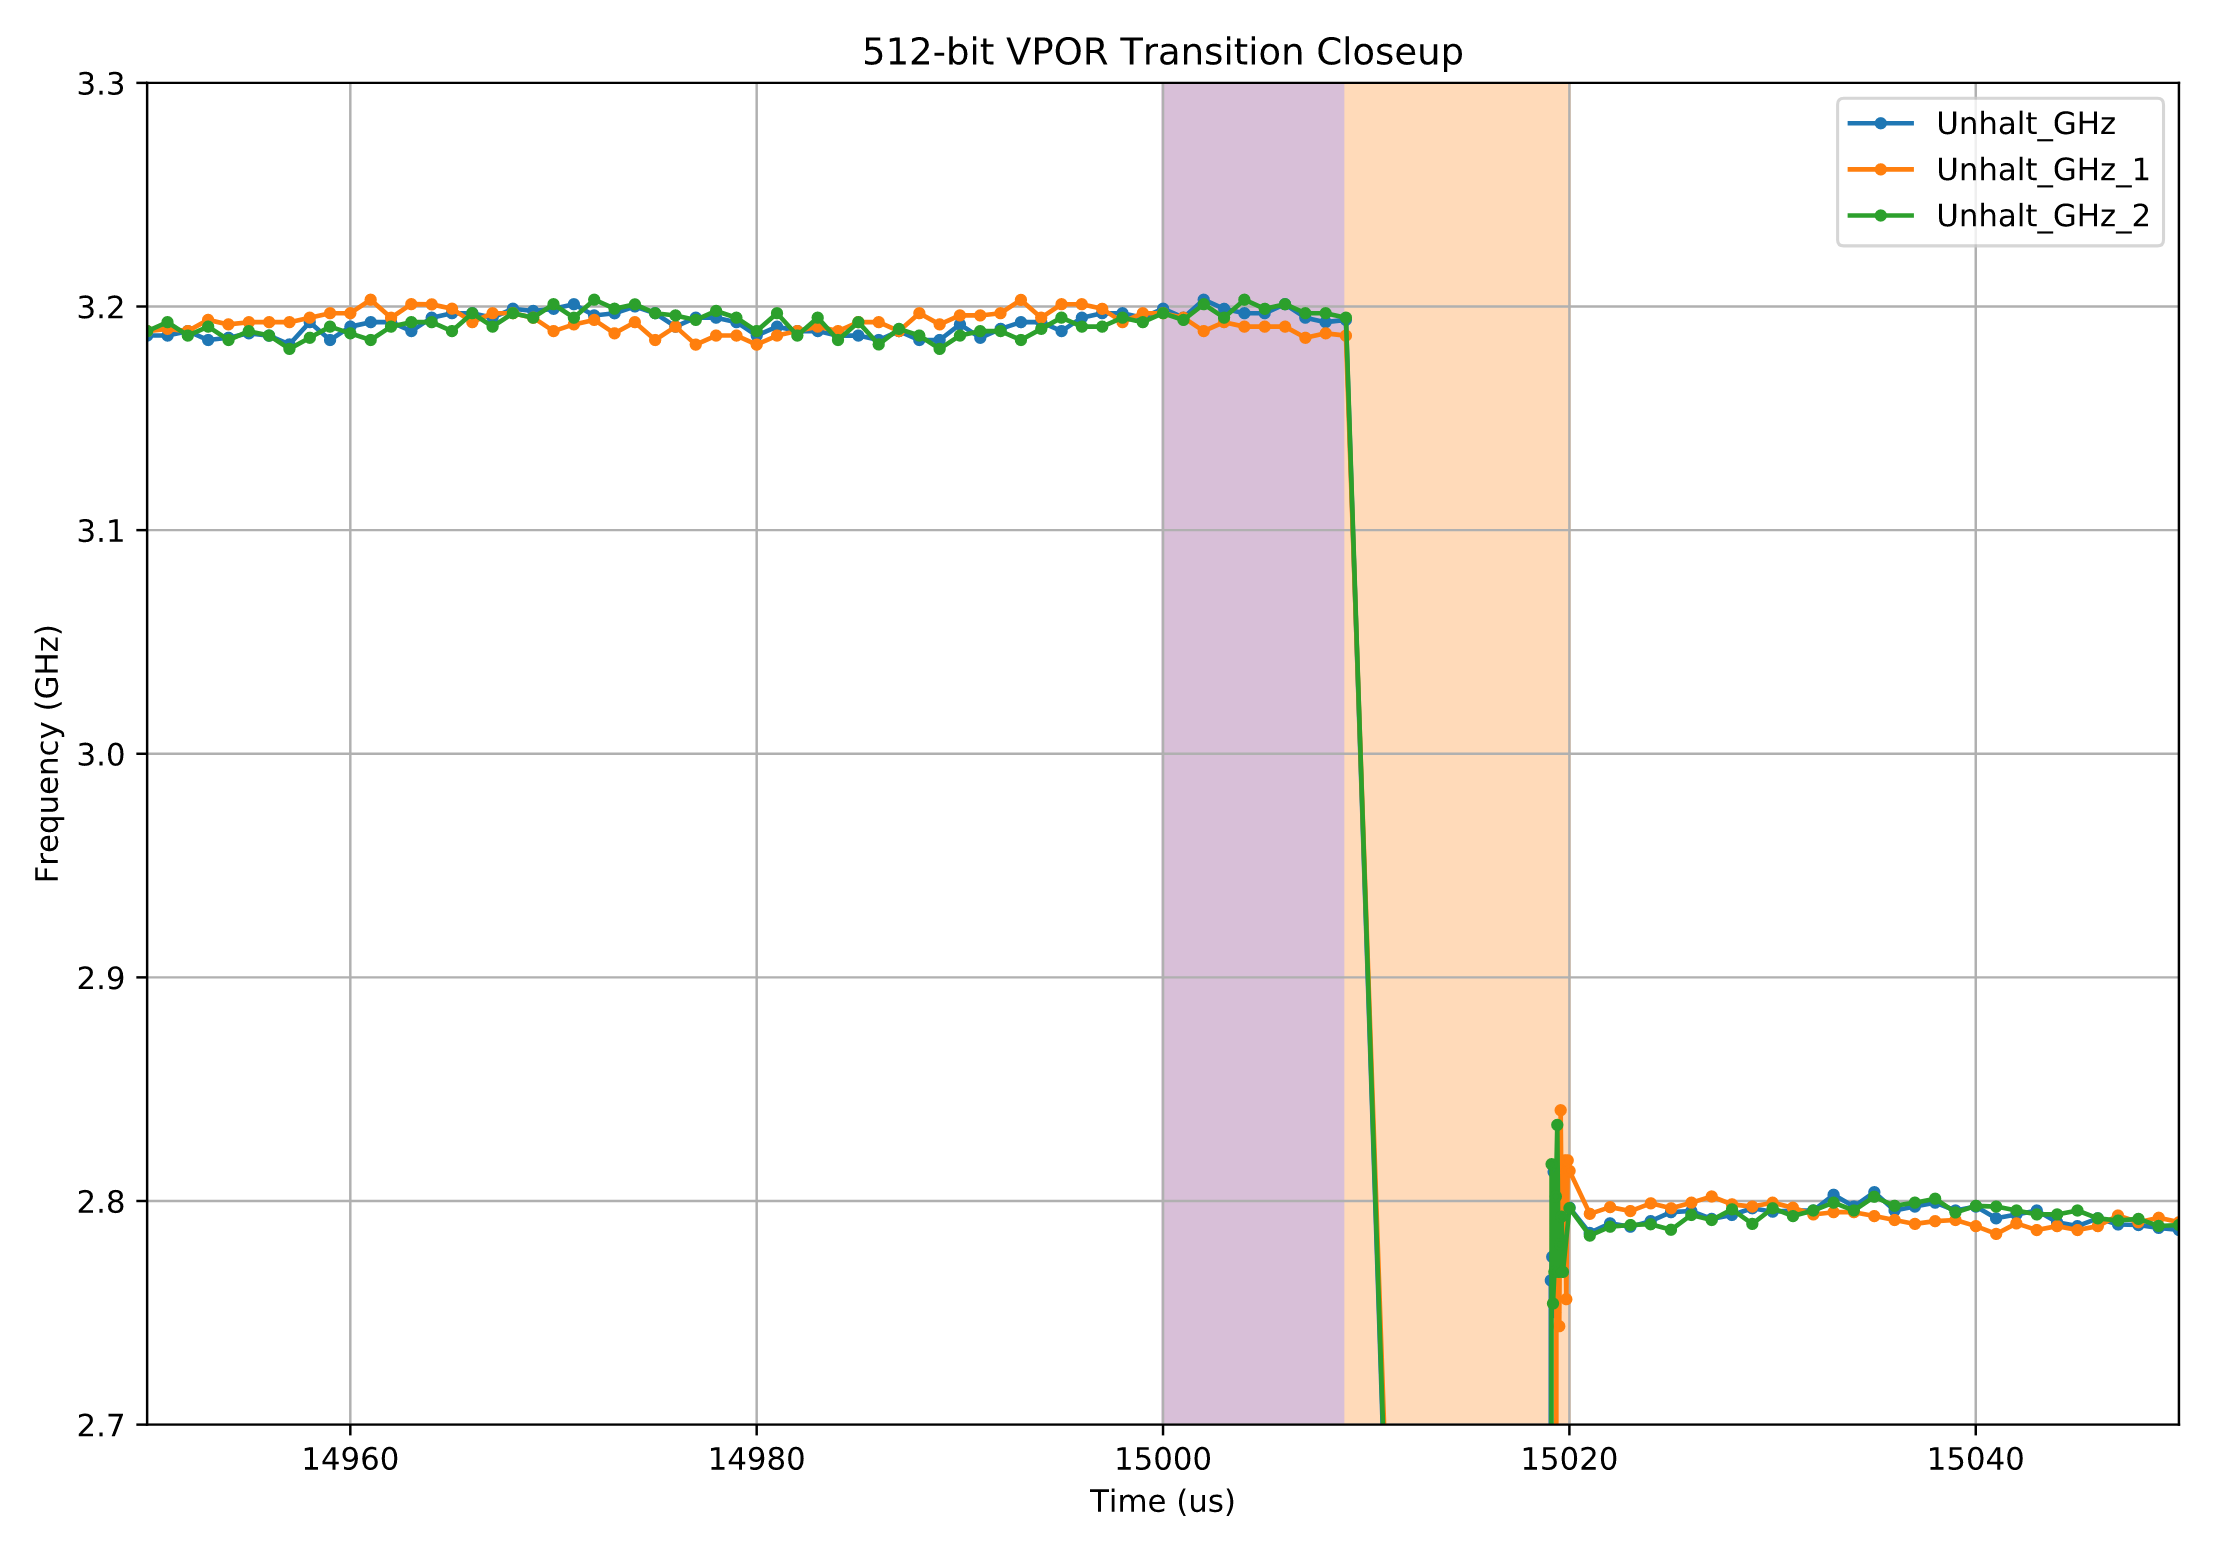 512-bit VPOR Transition Closeup
3.3
3.2
3.1
3.0
2.9
2.8
2.7
Frequency (GHz)
Unhalt_GHz
Unhalt_GHz_1
Unhalt_GHz_2
14960 14980 15000 15020 15040
Time (us)